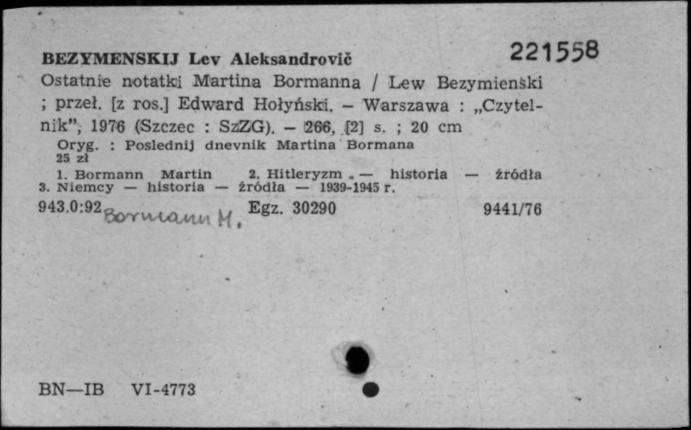 221558
BEZYMENSKIJ Lev Aleksandrovič
Ostatnie notatki Martina Bormanna / Lew Bezymieński
; przeł. [z ros.] Edward Hołyński. — Warszawa : „Czytel-
nik”, 1976 (Szczec : SzZG). — 266, [2] s. ; 20 cm
Oryg. : Poslednij dnevnik Martina Bormana
25 zł
1. Bormann Martin 2. Hitleryzm — historia — źródła
3. Niemcy — historia — źródła — 1939-1945 r.
943.0:92 Bormann M. Egz. 30290 9441/76
BN—IB VI-4773